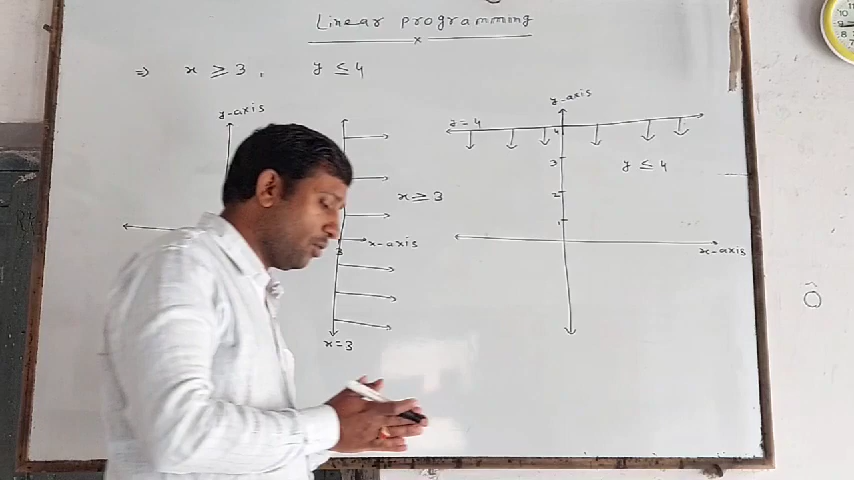 Linear programming
⇒ x ≥ 3, y ≤ 4
y-axis
x ≥ 3
x-axis
3
x = 3
y-axis
y = 4
4
3
y ≤ 4
2
1
x-axis